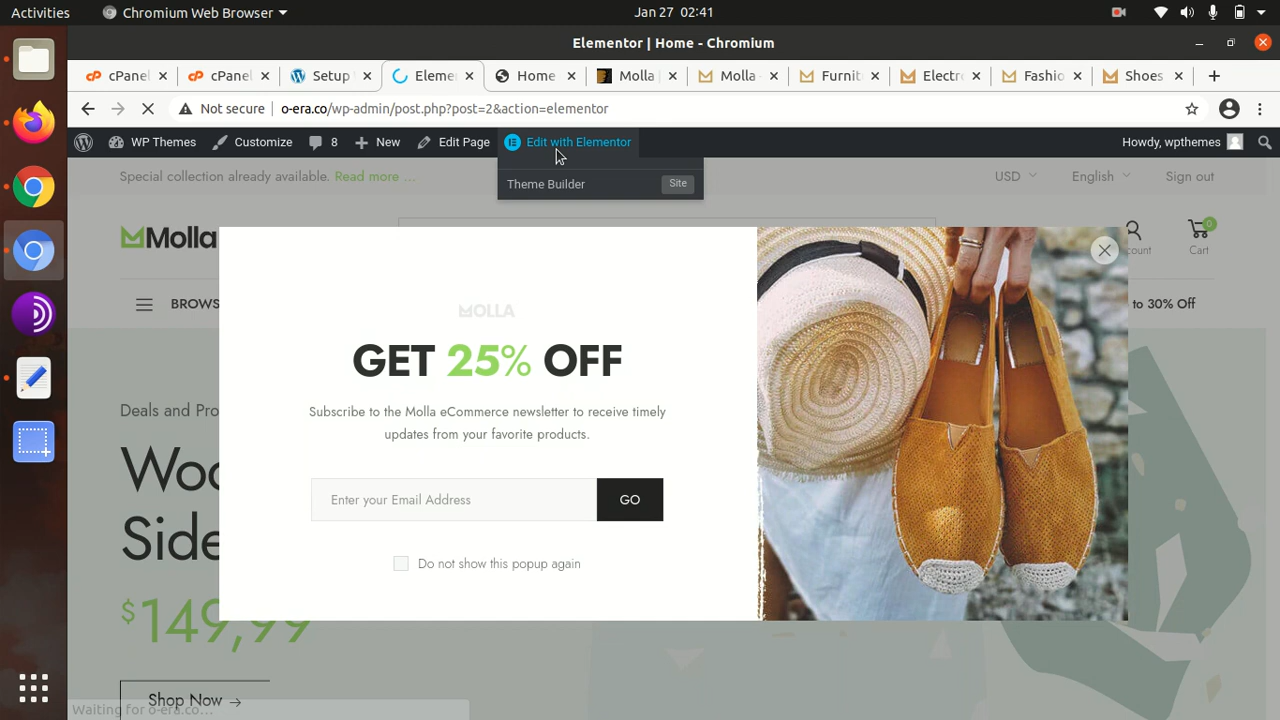 Activities
Chromium Web Browser
Jan 27 02:41
Elementor | Home - Chromium
cPanel
cPanel
Setup
Eleme
Home
Molla
Molla -
Furnit
Electro
Fashio
Shoes
Not secure
o-era.co/wp-admin/post.php?post=2&action=elementor
WP Themes
Customize
8
New
Edit Page
Edit with Elementor
Howdy, wpthemes
Theme Builder
Site
Special collection already available. Read more ...
USD
English
Sign out
Molla
count
0
Cart
BROWS
to 30% Off
MOLLA
GET 25% OFF
Subscribe to the Molla eCommerce newsletter to receive timely
updates from your favorite products.
Enter your Email Address
GO
Do not show this popup again
Deals and Pro
Woo
Side
$149,99
Shop Now →
Waiting for o-era.co...